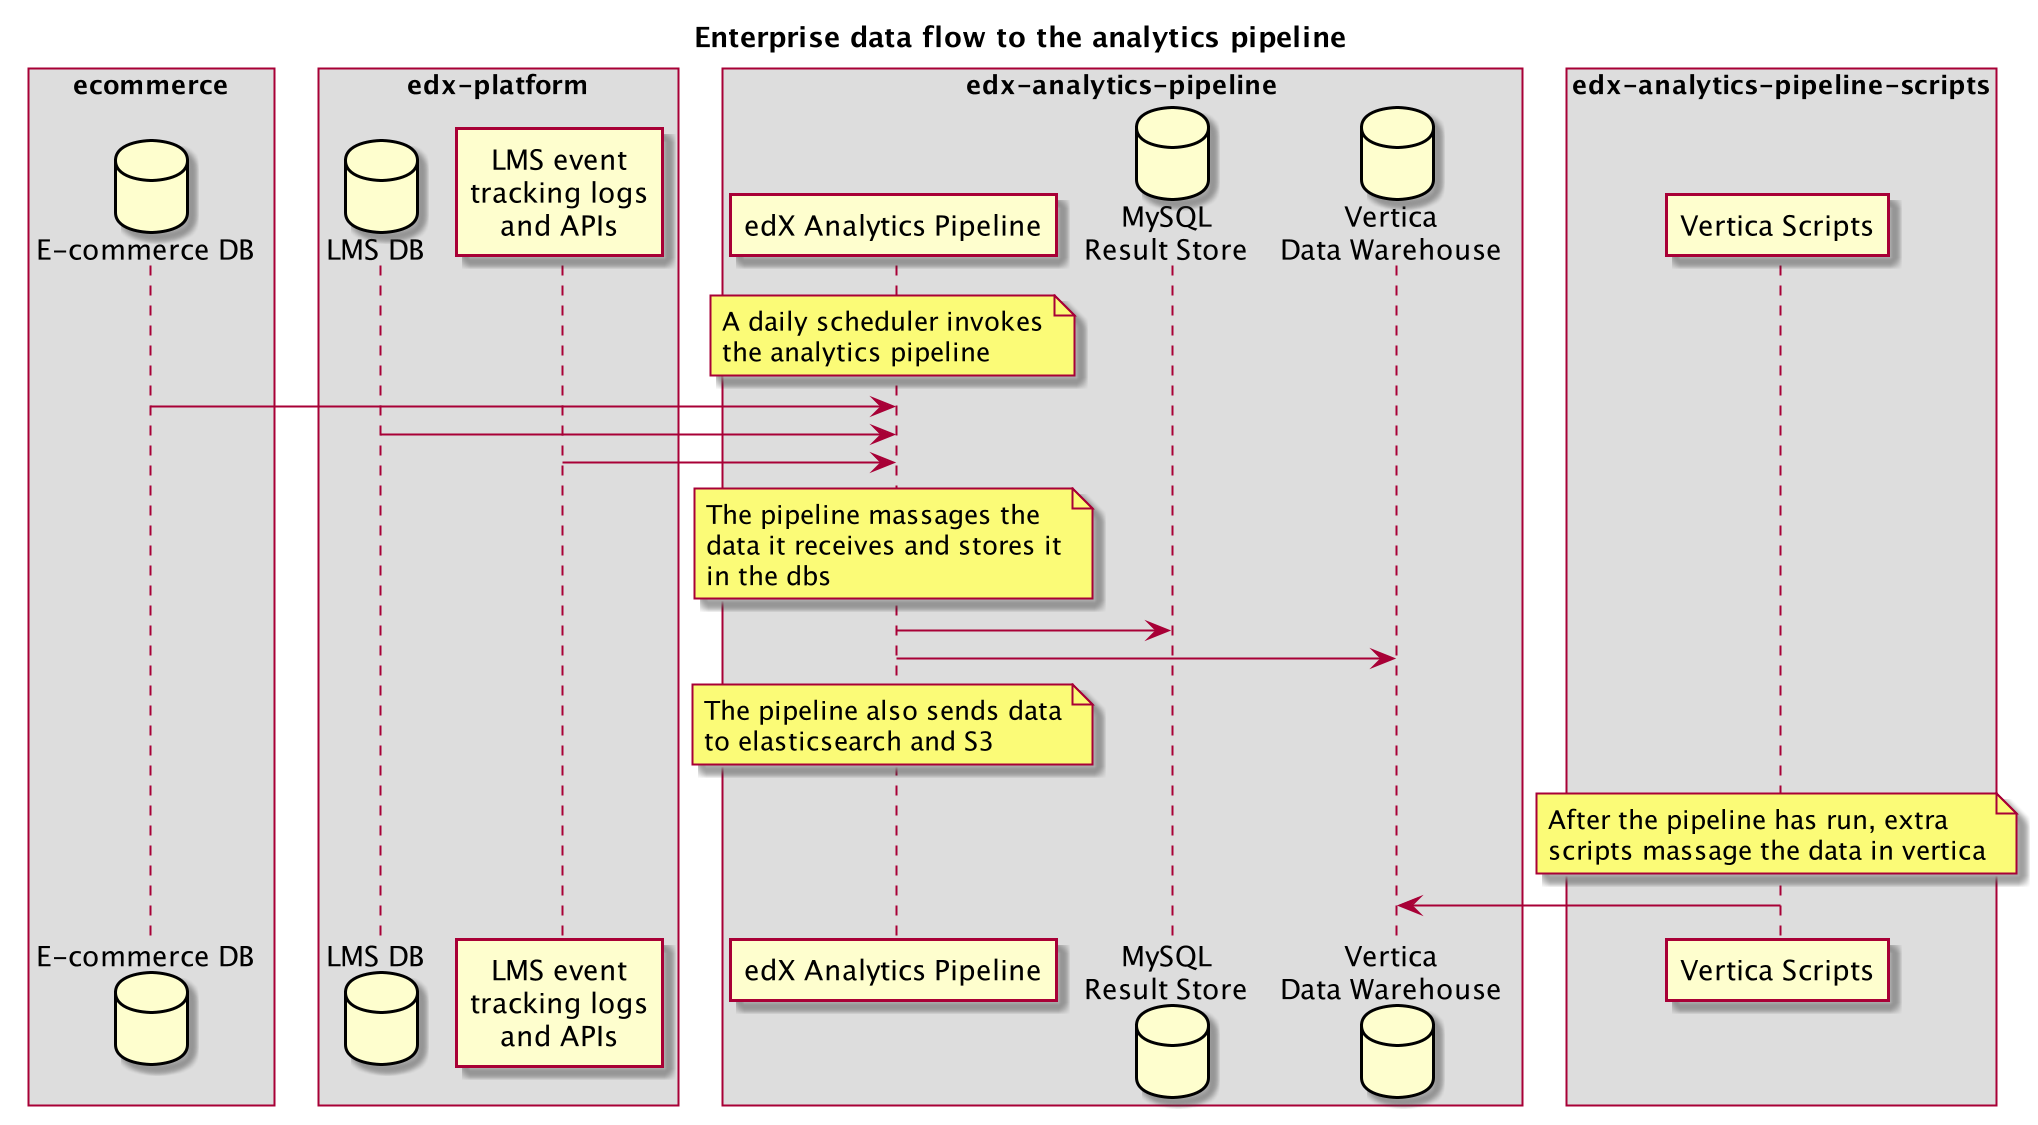 Enterprise data flow to the analytics pipeline
ecommerce
edx-platform
edx-analytics-pipeline
edx-analytics-pipeline-scripts
E-commerce DB
LMS DB
LMS event
tracking logs
and APIs
edX Analytics Pipeline
MySQL
Result Store
Vertica
Data Warehouse
Vertica Scripts
A daily scheduler invokes
the analytics pipeline
The pipeline massages the
data it receives and stores it
in the dbs
The pipeline also sends data
to elasticsearch and S3
After the pipeline has run, extra
scripts massage the data in vertica
E-commerce DB
LMS DB
LMS event
tracking logs
and APIs
edX Analytics Pipeline
MySQL
Result Store
Vertica
Data Warehouse
Vertica Scripts